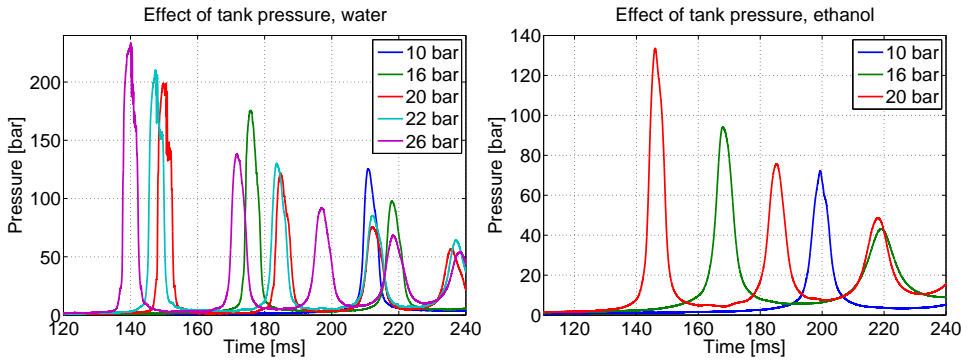 Effect of tank pressure, water
Pressure [bar]
200
150
100
50
0
10 bar
16 bar
20 bar
22 bar
26 bar
120 140 160 180 200 220 240
Time [ms]
Effect of tank pressure, ethanol
Pressure [bar]
140
120
100
80
60
40
20
0
10 bar
16 bar
20 bar
120 140 160 180 200 220 240
Time [ms]